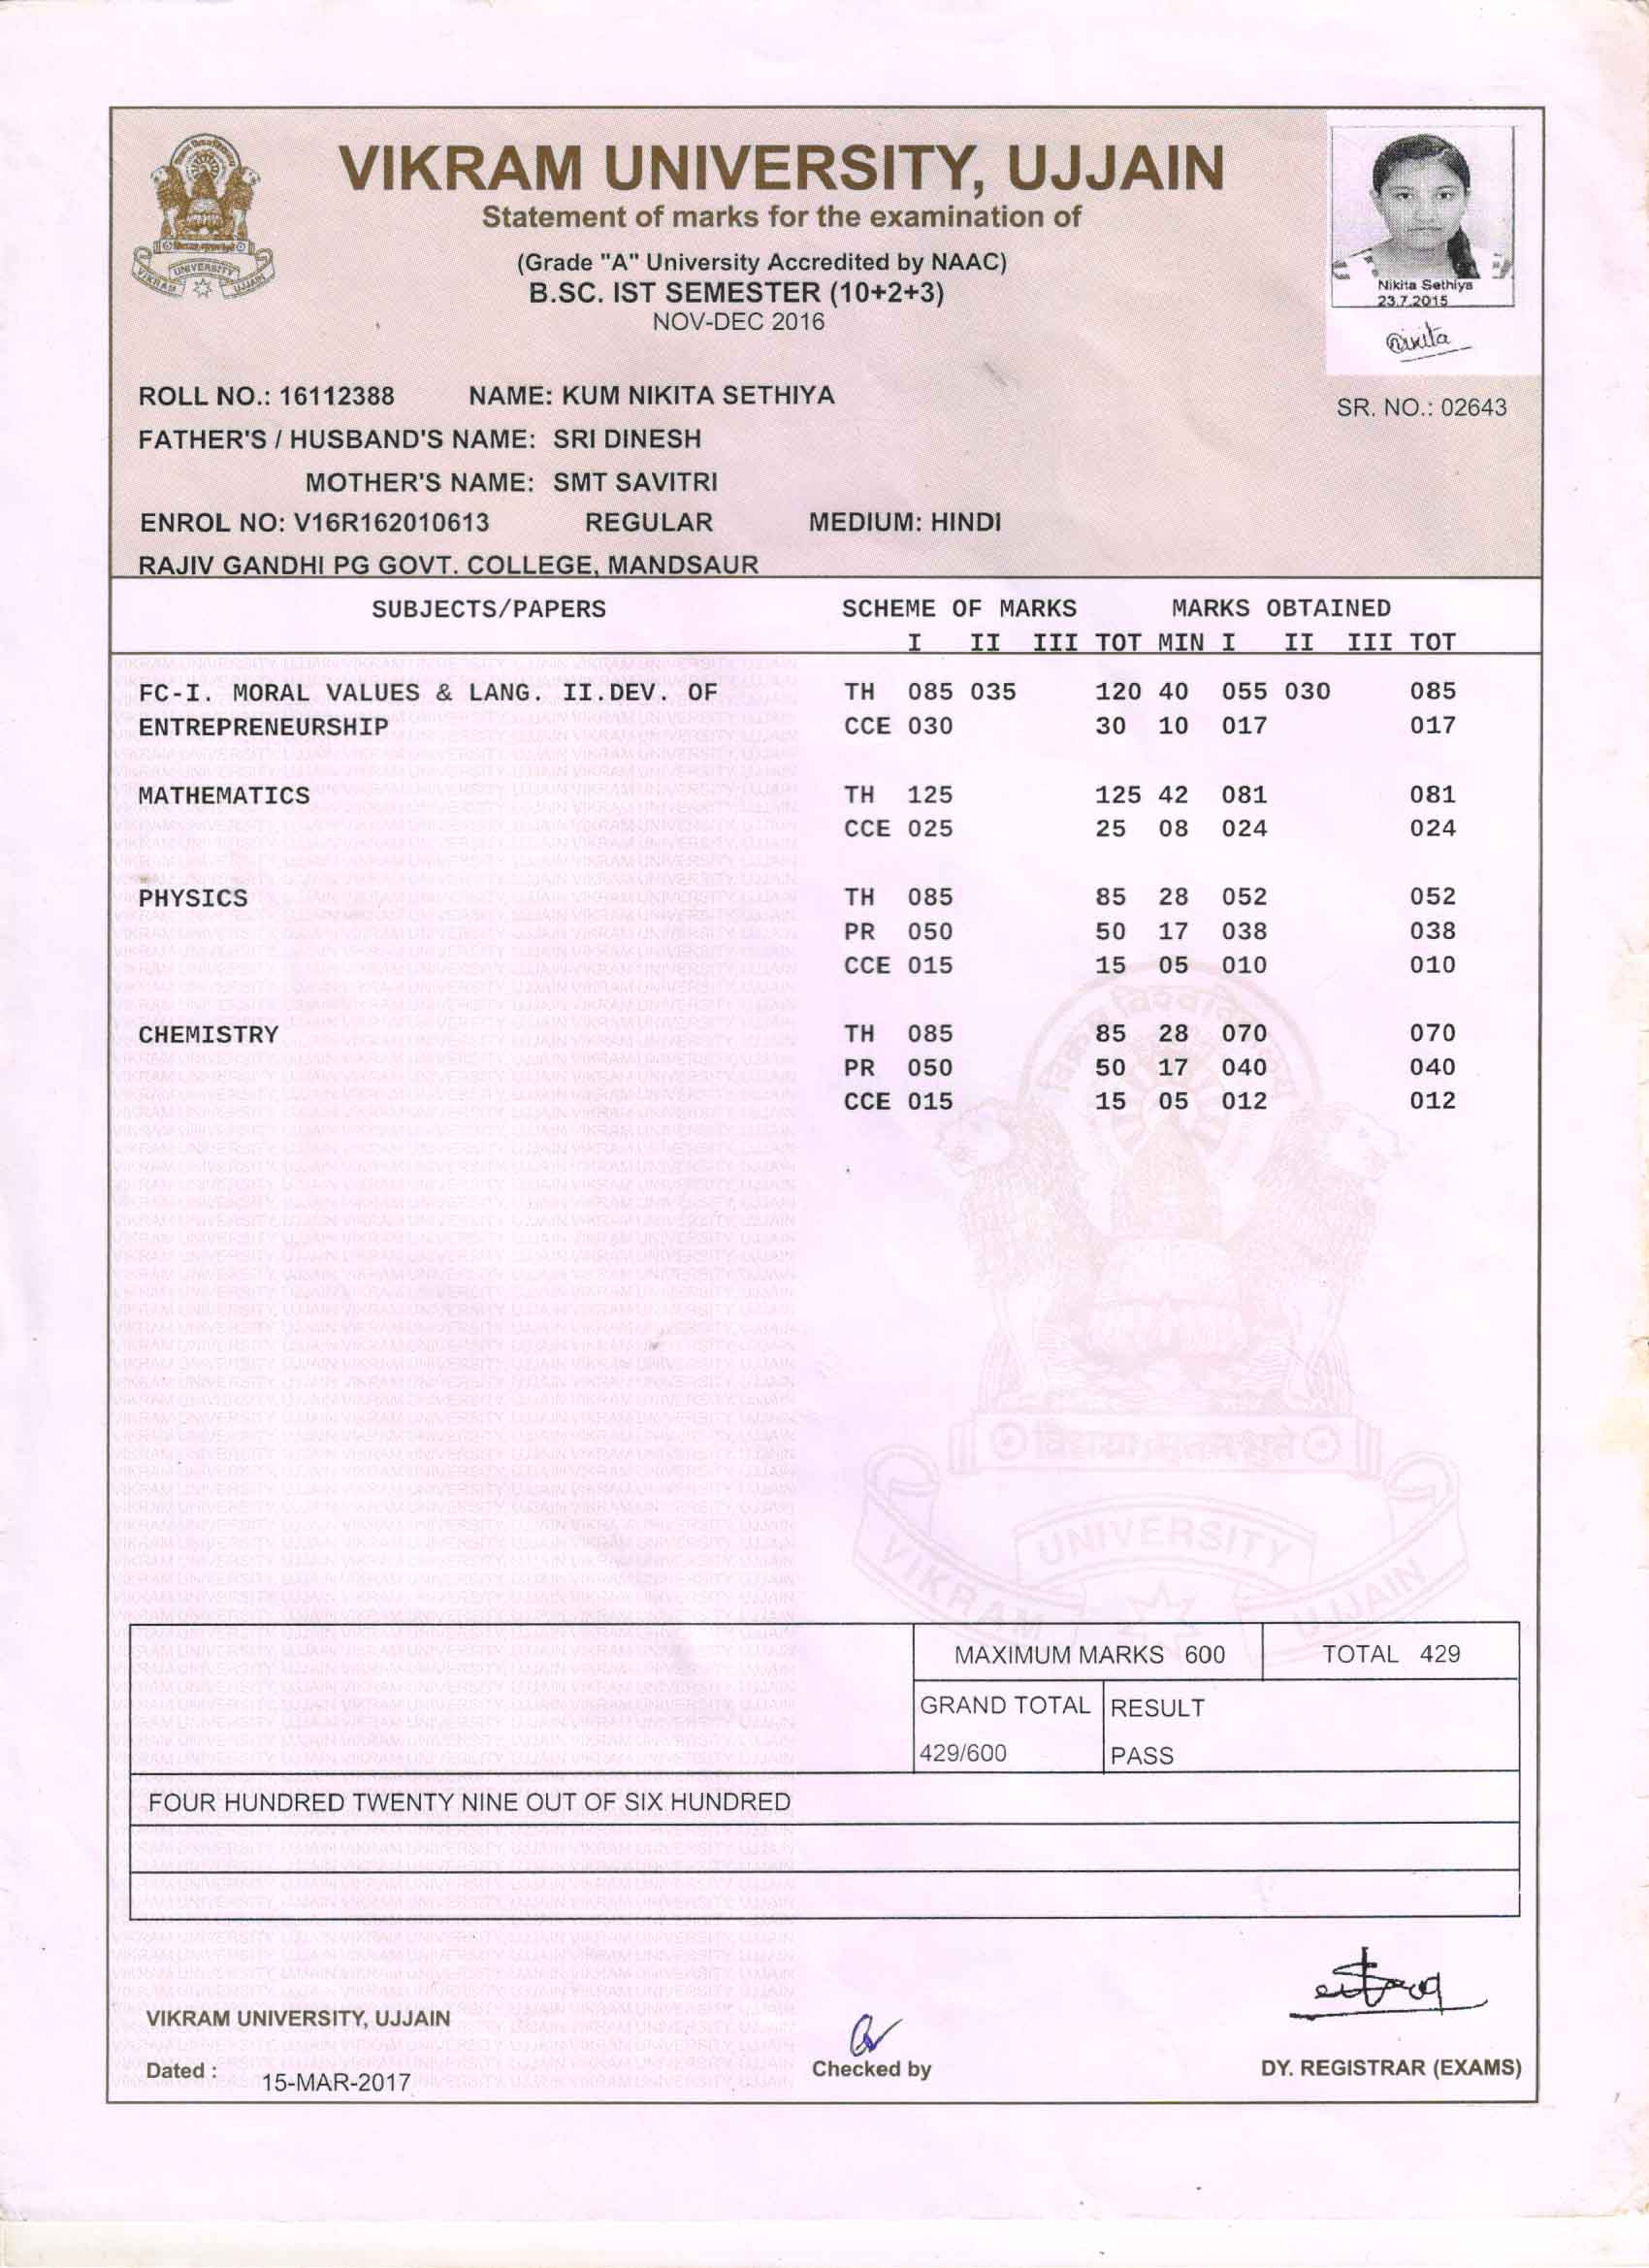 VIKRAM UNIVERSITY, UJJAIN
Statement of marks for the examination of
(Grade "A" University Accredited by NAAC)
B.SC. IST SEMESTER (10+2+3)
NOV-DEC 2016
VIKRAM UNIVERSITY UJJAIN
Nikita Sethiya
23.7.2015
Nikita
ROLL NO.: 16112388 NAME: KUM NIKITA SETHIYA
SR. NO.: 02643
FATHER'S / HUSBAND'S NAME: SRI DINESH
MOTHER'S NAME: SMT SAVITRI
ENROL NO: V16R162010613 REGULAR MEDIUM: HINDI
RAJIV GANDHI PG GOVT. COLLEGE, MANDSAUR
SUBJECTS/PAPERS SCHEME OF MARKS MARKS OBTAINED
I II III TOT MIN I II III TOT
FC-I. MORAL VALUES & LANG. II.DEV. OF TH 085 035 120 40 055 030 085
ENTREPRENEURSHIP CCE 030 30 10 017 017
MATHEMATICS TH 125 125 42 081 081
CCE 025 25 08 024 024
PHYSICS TH 085 85 28 052 052
PR 050 50 17 038 038
CCE 015 15 05 010 010
CHEMISTRY TH 085 85 28 070 070
PR 050 50 17 040 040
CCE 015 15 05 012 012
UNIVERSITY
VIKRAM UJJAIN
MAXIMUM MARKS 600 TOTAL 429
GRAND TOTAL RESULT
429/600 PASS
FOUR HUNDRED TWENTY NINE OUT OF SIX HUNDRED
VIKRAM UNIVERSITY, UJJAIN
Dated : 15-MAR-2017
Checked by
DY. REGISTRAR (EXAMS)